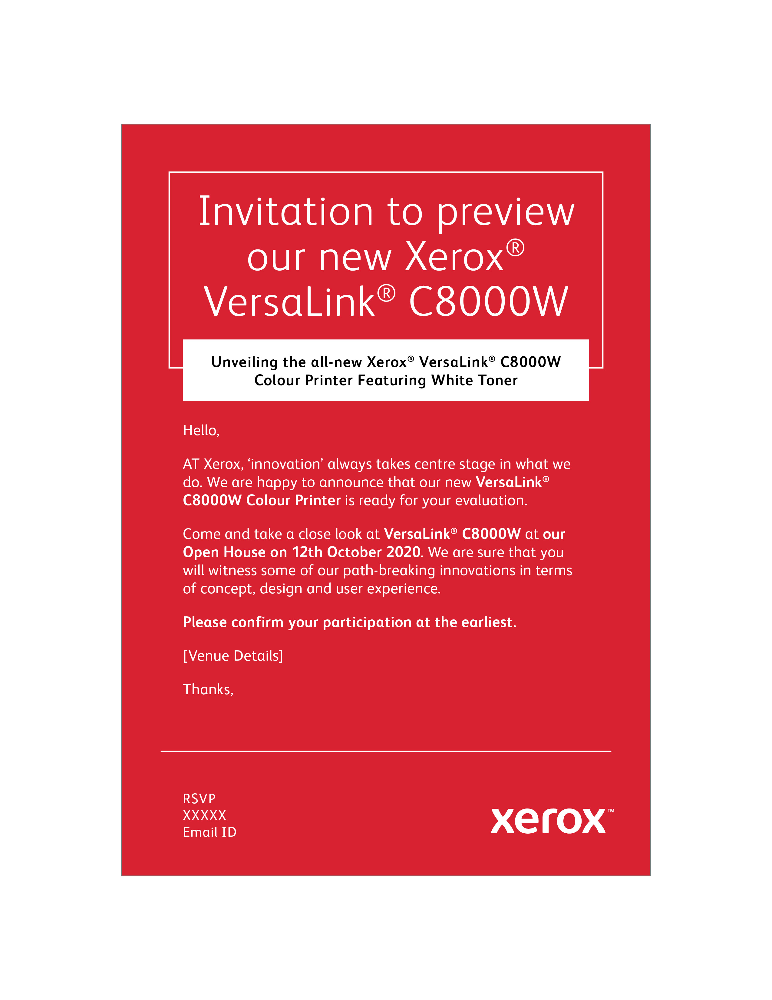 Invitation to preview
our new Xerox®
VersaLink® C8000W
Unveiling the all-new Xerox® VersaLink® C8000W
Colour Printer Featuring White Toner
Hello,
AT Xerox, ‘innovation’ always takes centre stage in what we
do. We are happy to announce that our new VersaLink®
C8000W Colour Printer is ready for your evaluation.
Come and take a close look at VersaLink® C8000W at our
Open House on 12th October 2020. We are sure that you
will witness some of our path-breaking innovations in terms
of concept, design and user experience.
Please confirm your participation at the earliest.
[Venue Details]
Thanks,
RSVP
XXXXX
Email ID
xerox™